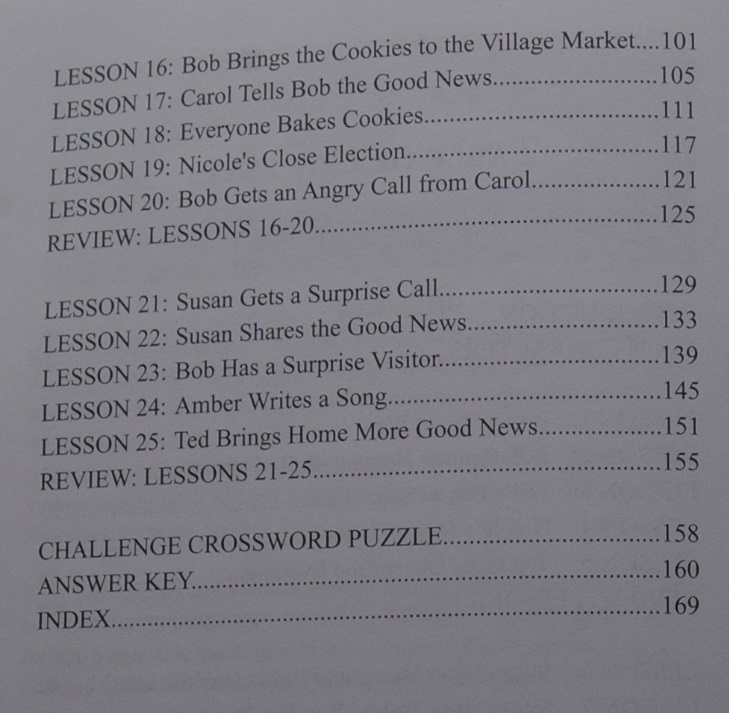 LESSON 16: Bob Brings the Cookies to the Village Market....101
LESSON 17: Carol Tells Bob the Good News...........................105
LESSON 18: Everyone Bakes Cookies......................................111
LESSON 19: Nicole's Close Election.........................................117
LESSON 20: Bob Gets an Angry Call from Carol.....................121
REVIEW: LESSONS 16-20........................................................125
LESSON 21: Susan Gets a Surprise Call...................................129
LESSON 22: Susan Shares the Good News...............................133
LESSON 23: Bob Has a Surprise Visitor...................................139
LESSON 24: Amber Writes a Song............................................145
LESSON 25: Ted Brings Home More Good News....................151
REVIEW: LESSONS 21-25........................................................155
CHALLENGE CROSSWORD PUZZLE...................................158
ANSWER KEY............................................................................160
INDEX.........................................................................................169